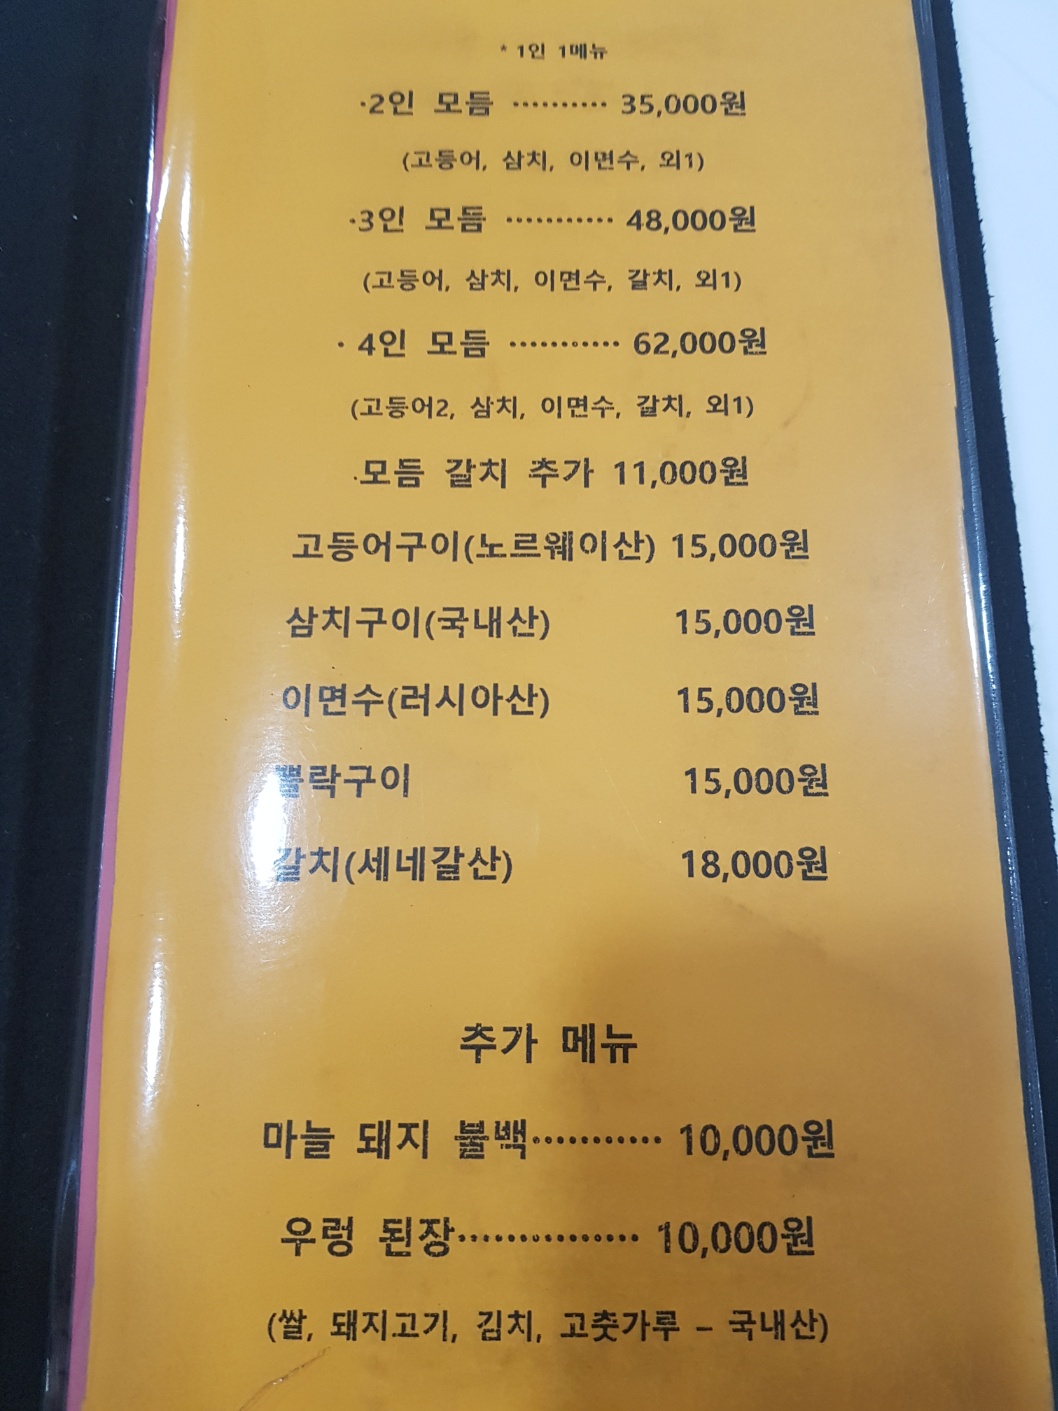 * 1인 1메뉴
·2인 모듬 ·········· 35,000원
(고등어, 삼치, 이면수, 외1)
·3인 모듬 ··········· 48,000원
(고등어, 삼치, 이면수, 갈치, 외1)
· 4인 모듬 ··········· 62,000원
(고등어2, 삼치, 이면수, 갈치, 외1)
.모듬 갈치 추가 11,000원
고등어구이(노르웨이산) 15,000원
삼치구이(국내산) 15,000원
이면수(러시아산) 15,000원
뽈락구이 15,000원
갈치(세네갈산) 18,000원
추가 메뉴
마늘 돼지 불백··········· 10,000원
우렁 된장··············· 10,000원
(쌀, 돼지고기, 김치, 고춧가루 – 국내산)